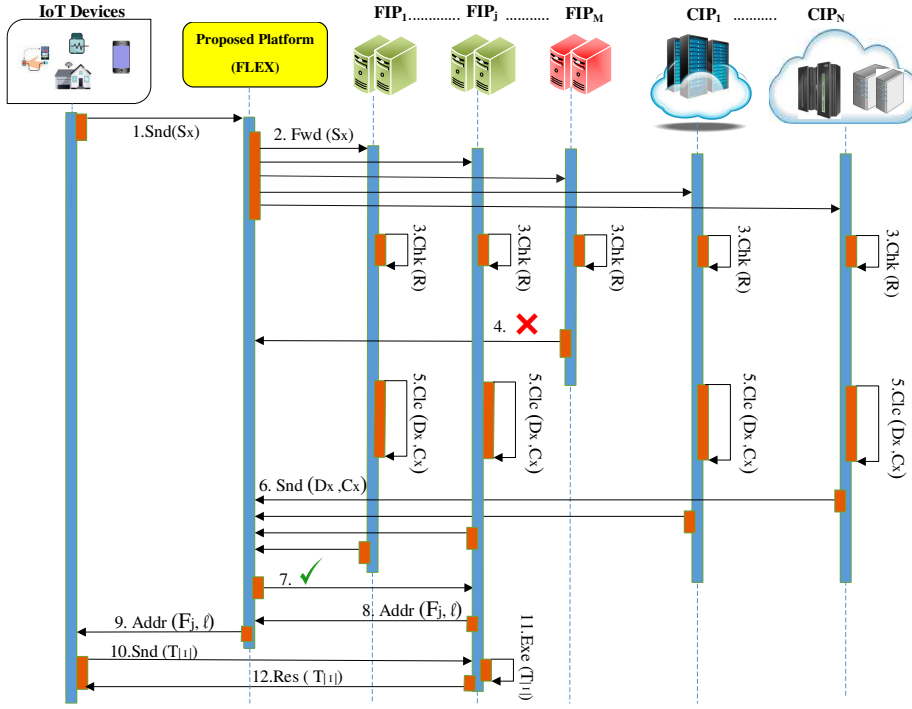 IoT Devices
Proposed Platform
(FLEX)
FIP1 ............ FIPj ............ FIPM
CIP1 ........... CIPN
1.Snd(Sx)
2. Fwd (Sx)
3.Chk (R)
3.Chk (R)
3.Chk (R)
3.Chk (R)
3.Chk (R)
4.
5.Clc (Dx ,Cx)
5.Clc (Dx ,Cx)
5.Clc (Dx ,Cx)
5.Clc (Dx ,Cx)
6. Snd (Dx ,Cx)
7.
8. Addr (Fj, ℓ)
9. Addr (Fj, ℓ)
10.Snd (T|I|)
11.Exe (T|I|)
12.Res ( T|I|)